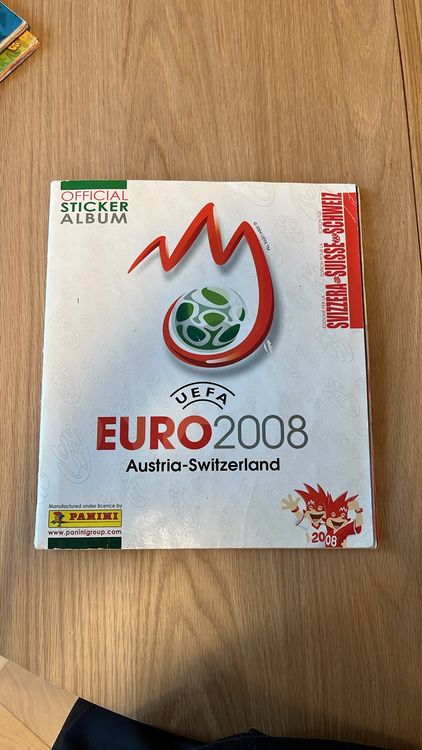 OFFICIAL
STICKER
ALBUM
SVIZZERA SUISSE SCHWEIZ
UEFA
EURO2008
Austria-Switzerland
Manufactured under licence by
PANINI
www.paninigroup.com
2008